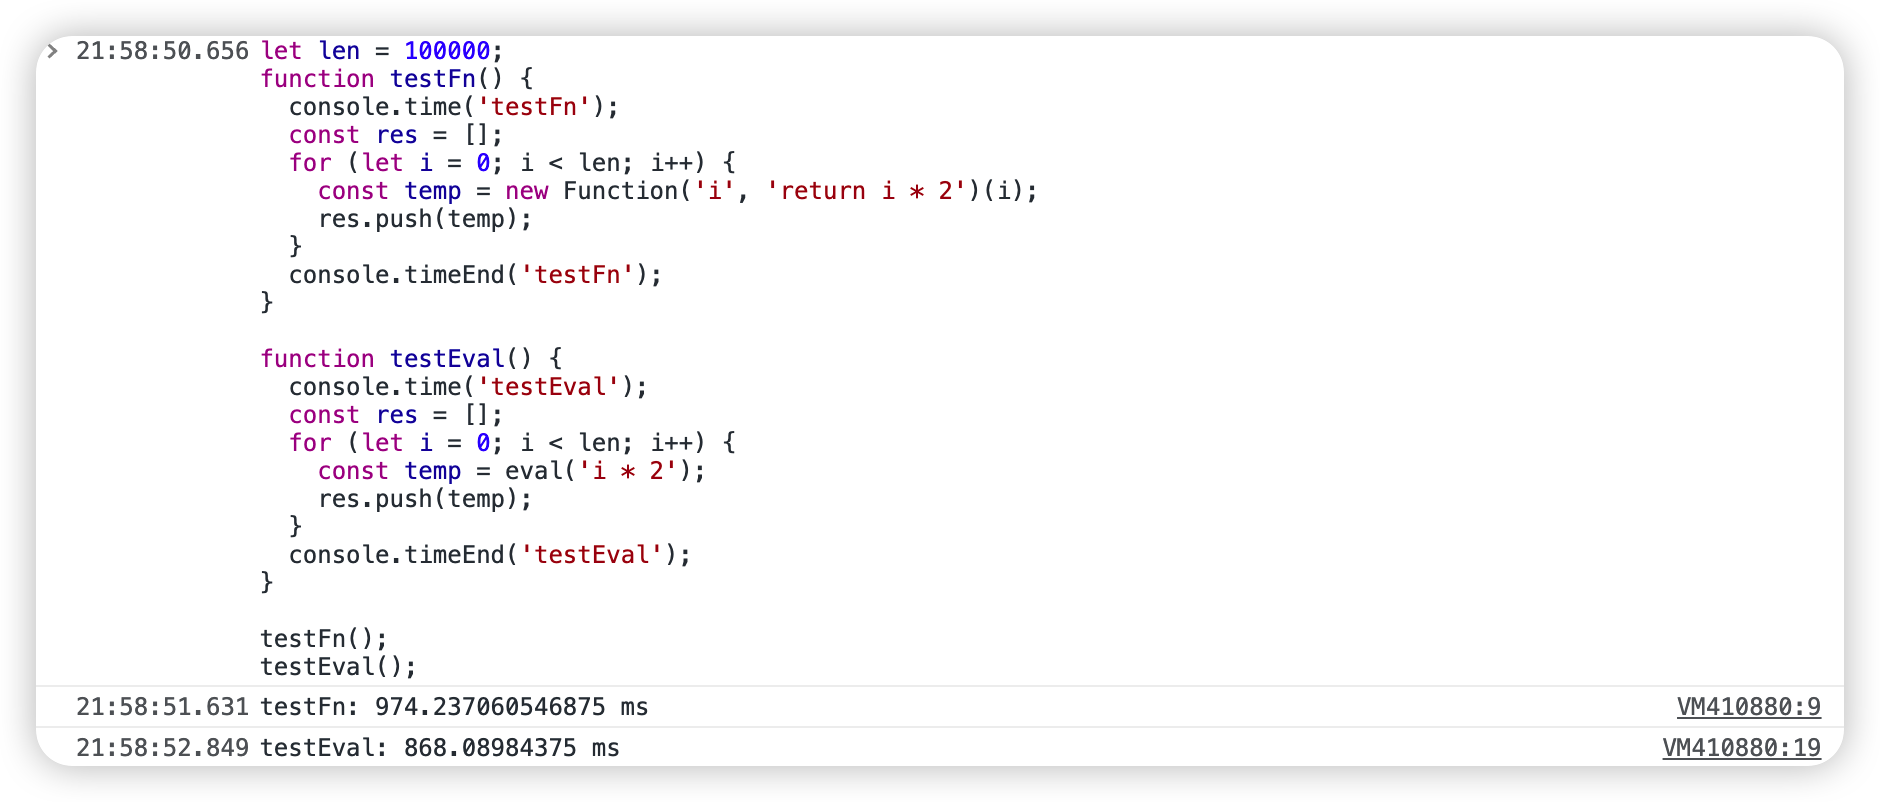 21:58:50.656 let len = 100000;
function testFn() {
  console.time('testFn');
  const res = [];
  for (let i = 0; i < len; i++) {
    const temp = new Function('i', 'return i * 2')(i);
    res.push(temp);
  }
  console.timeEnd('testFn');
}

function testEval() {
  console.time('testEval');
  const res = [];
  for (let i = 0; i < len; i++) {
    const temp = eval('i * 2');
    res.push(temp);
  }
  console.timeEnd('testEval');
}

testFn();
testEval();
21:58:51.631 testFn: 974.237060546875 ms VM410880:9
21:58:52.849 testEval: 868.08984375 ms VM410880:19